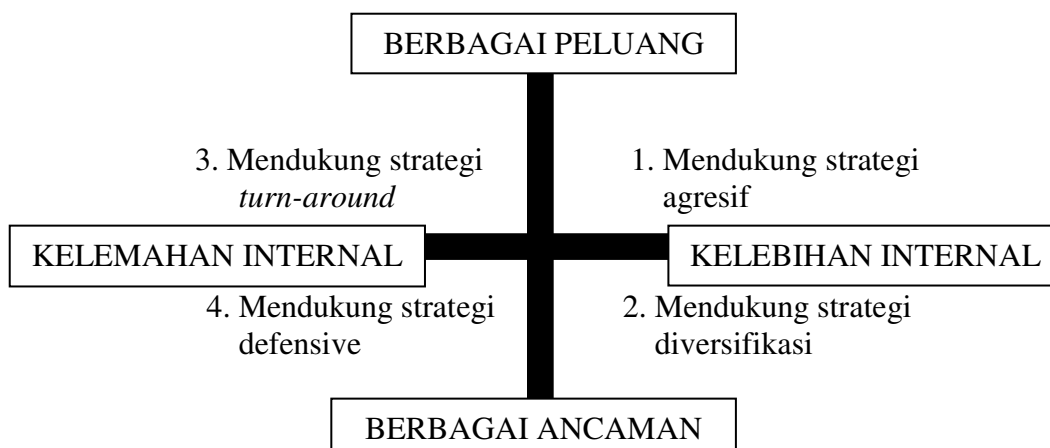 BERBAGAI PELUANG
3. Mendukung strategi
turn-around
1. Mendukung strategi
agresif
KELEMAHAN INTERNAL
KELEBIHAN INTERNAL
4. Mendukung strategi
defensive
2. Mendukung strategi
diversifikasi
BERBAGAI ANCAMAN